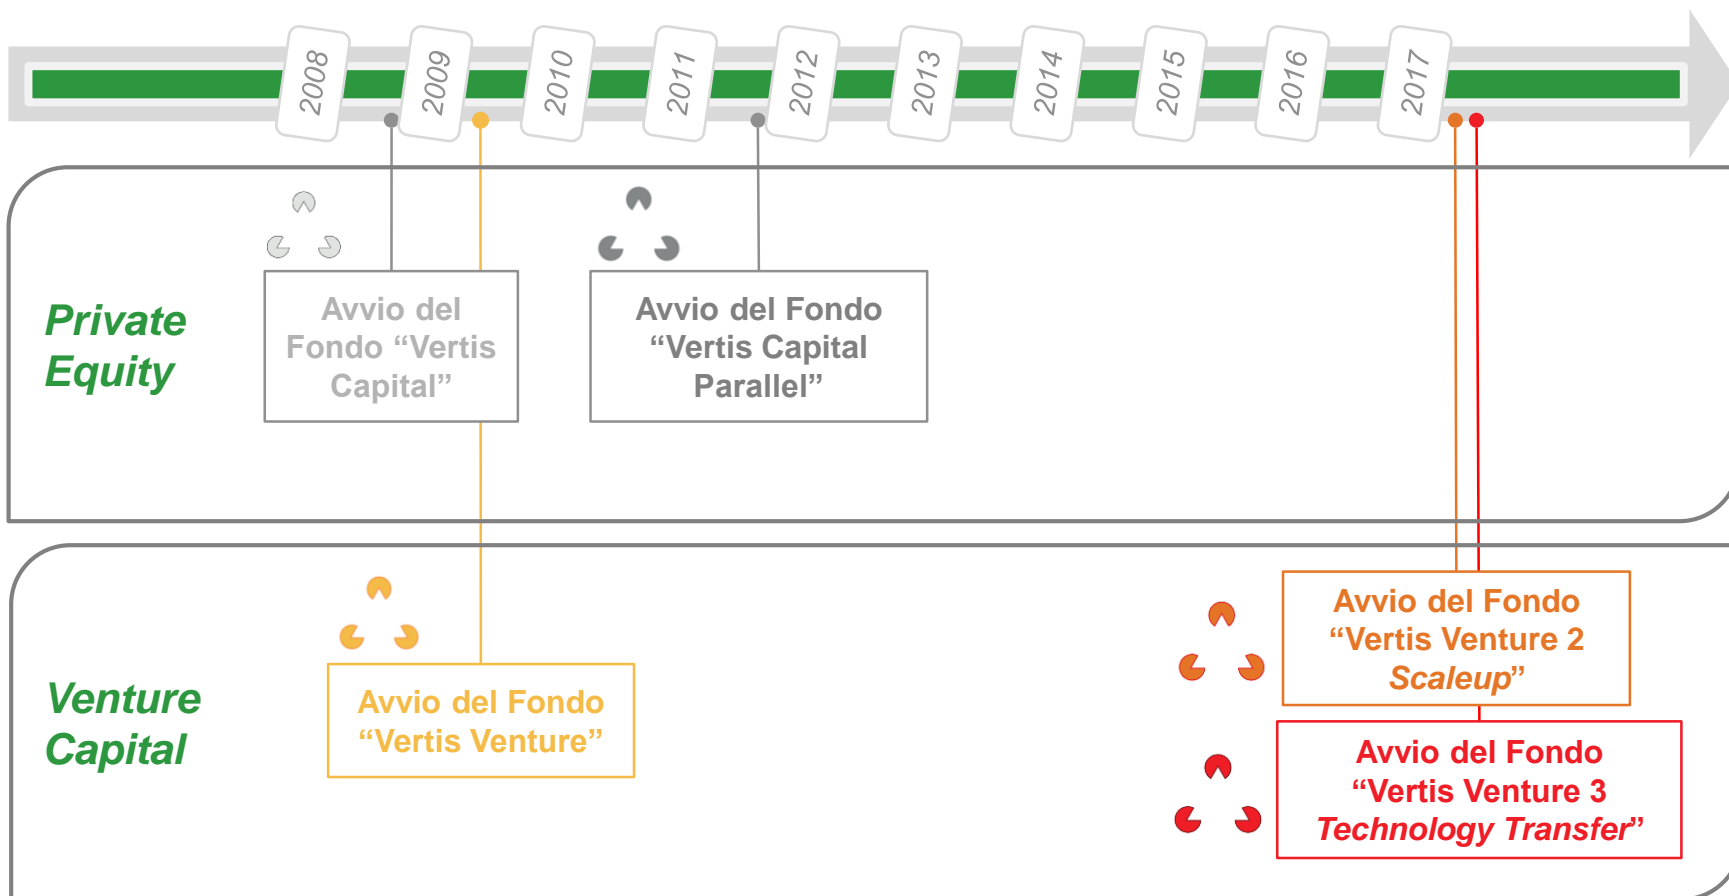 2008
2009
2010
2011
2012
2013
2014
2015
2016
2017
Private
Equity
Avvio del
Fondo “Vertis
Capital”
Avvio del Fondo
“Vertis Capital
Parallel”
Venture
Capital
Avvio del Fondo
“Vertis Venture”
Avvio del Fondo
“Vertis Venture 2
Scaleup”
Avvio del Fondo
“Vertis Venture 3
Technology Transfer”